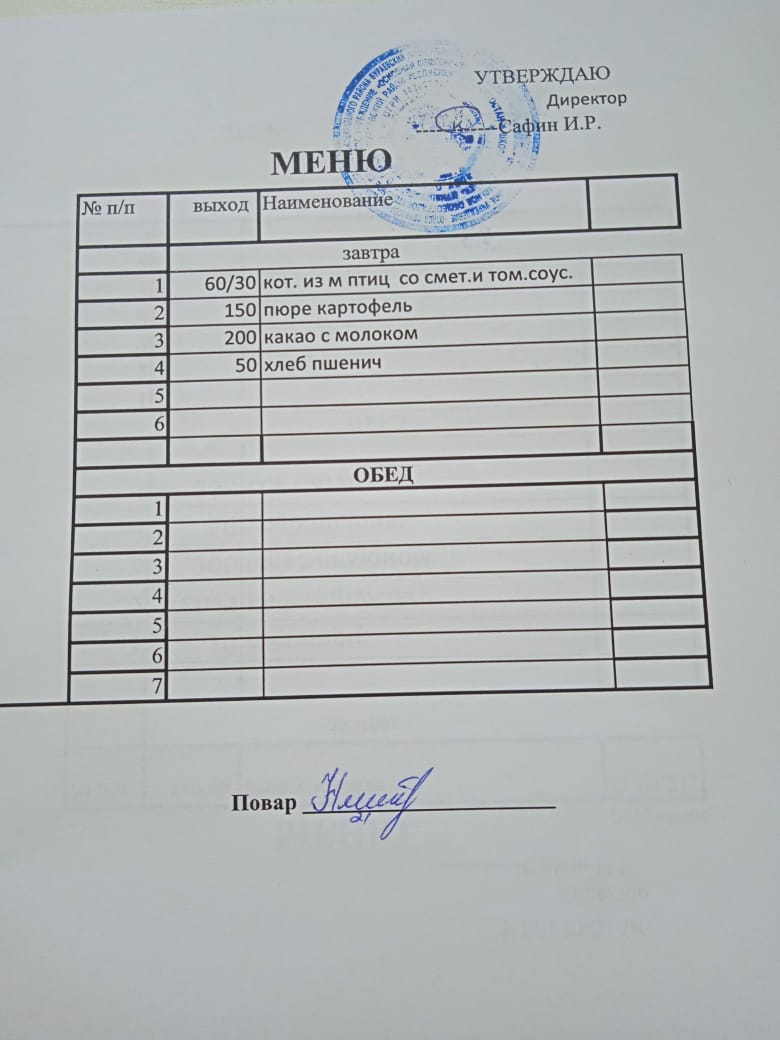 УТВЕРЖДАЮ
Директор
Сафин И.Р.
МЕНЮ
№ п/п выход Наименование
завтра
1 60/30 кот. из м птиц со смет.и том.соус.
2 150 пюре картофель
3 200 какао с молоком
4 50 хлеб пшенич
5
6
ОБЕД
1
2
3
4
5
6
7
Повар